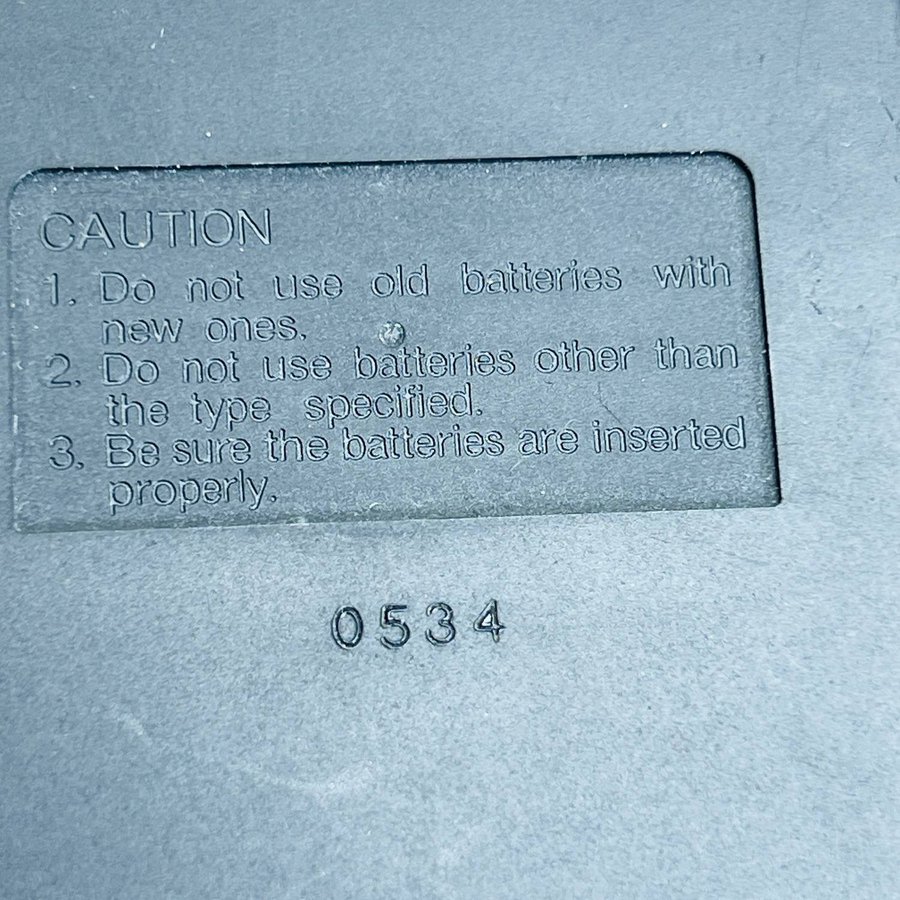 CAUTION
1. Do not use old batteries with
new ones.
2. Do not use batteries other than
the type specified.
3. Be sure the batteries are inserted
properly.
0534